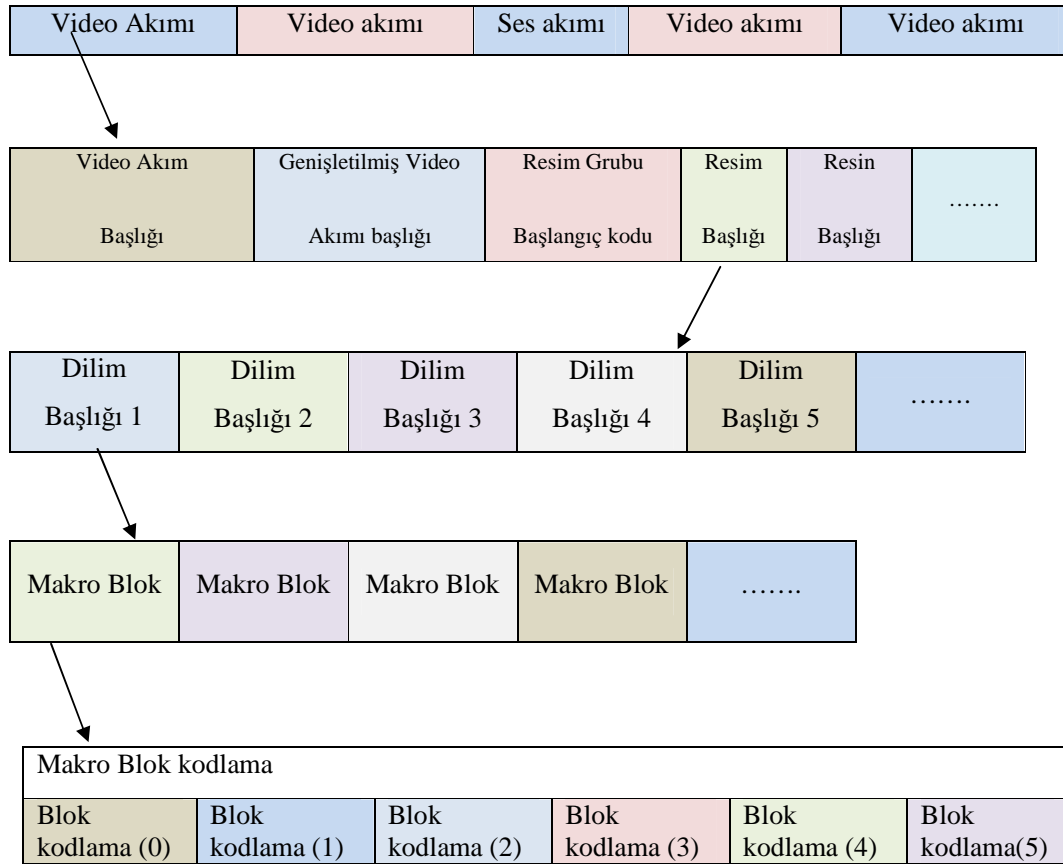 Video Akımı Video akımı Ses akımı Video akımı Video akımı
Video Akım Genişletilmiş Video Resim Grubu Resim Resin
…….
Başlığı Akımı başlığı Başlangıç kodu Başlığı Başlığı
Dilim Dilim Dilim Dilim Dilim
…….
Başlığı 1 Başlığı 2 Başlığı 3 Başlığı 4 Başlığı 5
Makro Blok Makro Blok Makro Blok Makro Blok …….
Makro Blok kodlama
Blok Blok Blok Blok Blok Blok
kodlama (0) kodlama (1) kodlama (2) kodlama (3) kodlama (4) kodlama(5)